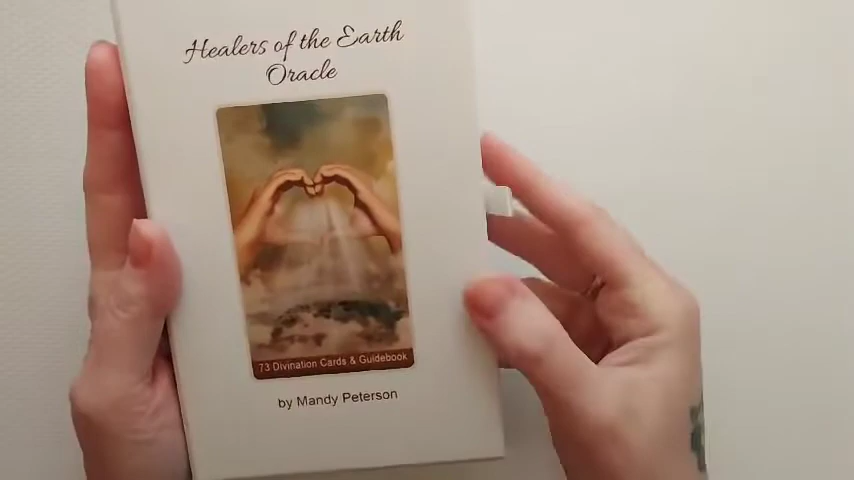 Healers of the Earth
Oracle
73 Divination Cards & Guidebook
by Mandy Peterson